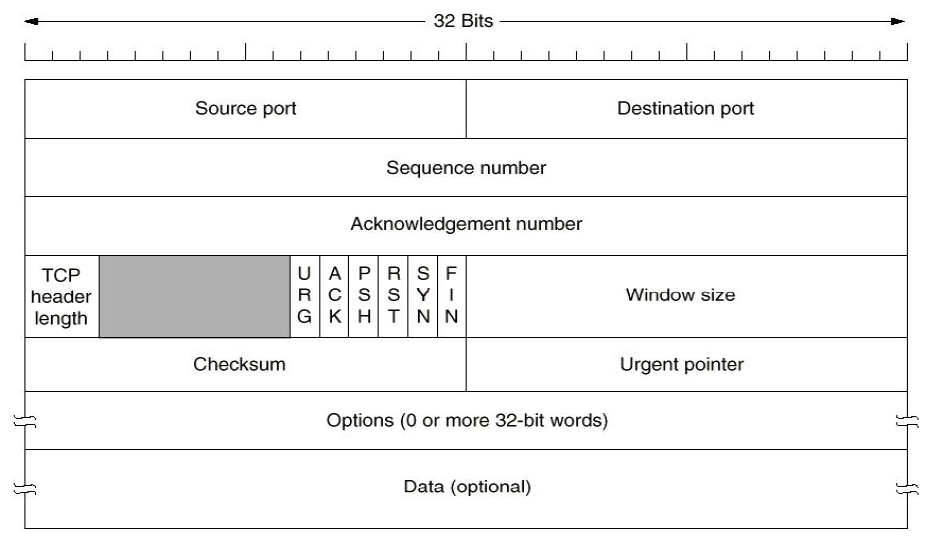 32 Bits
Source port
Destination port
Sequence number
Acknowledgement number
TCP
header
length
URG
ACK
PSH
RST
SYN
FIN
Window size
Checksum
Urgent pointer
Options (0 or more 32-bit words)
Data (optional)